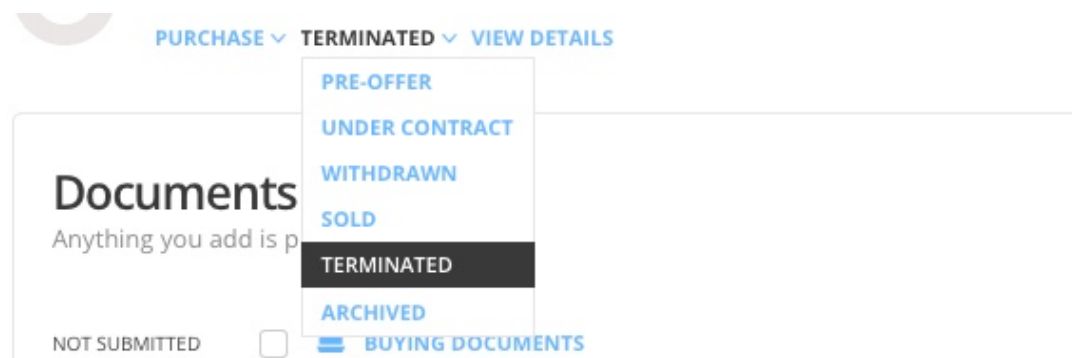 PURCHASE TERMINATED VIEW DETAILS
PRE-OFFER
UNDER CONTRACT
WITHDRAWN
SOLD
TERMINATED
ARCHIVED
Documents
Anything you add is p
NOT SUBMITTED BUYING DOCUMENTS